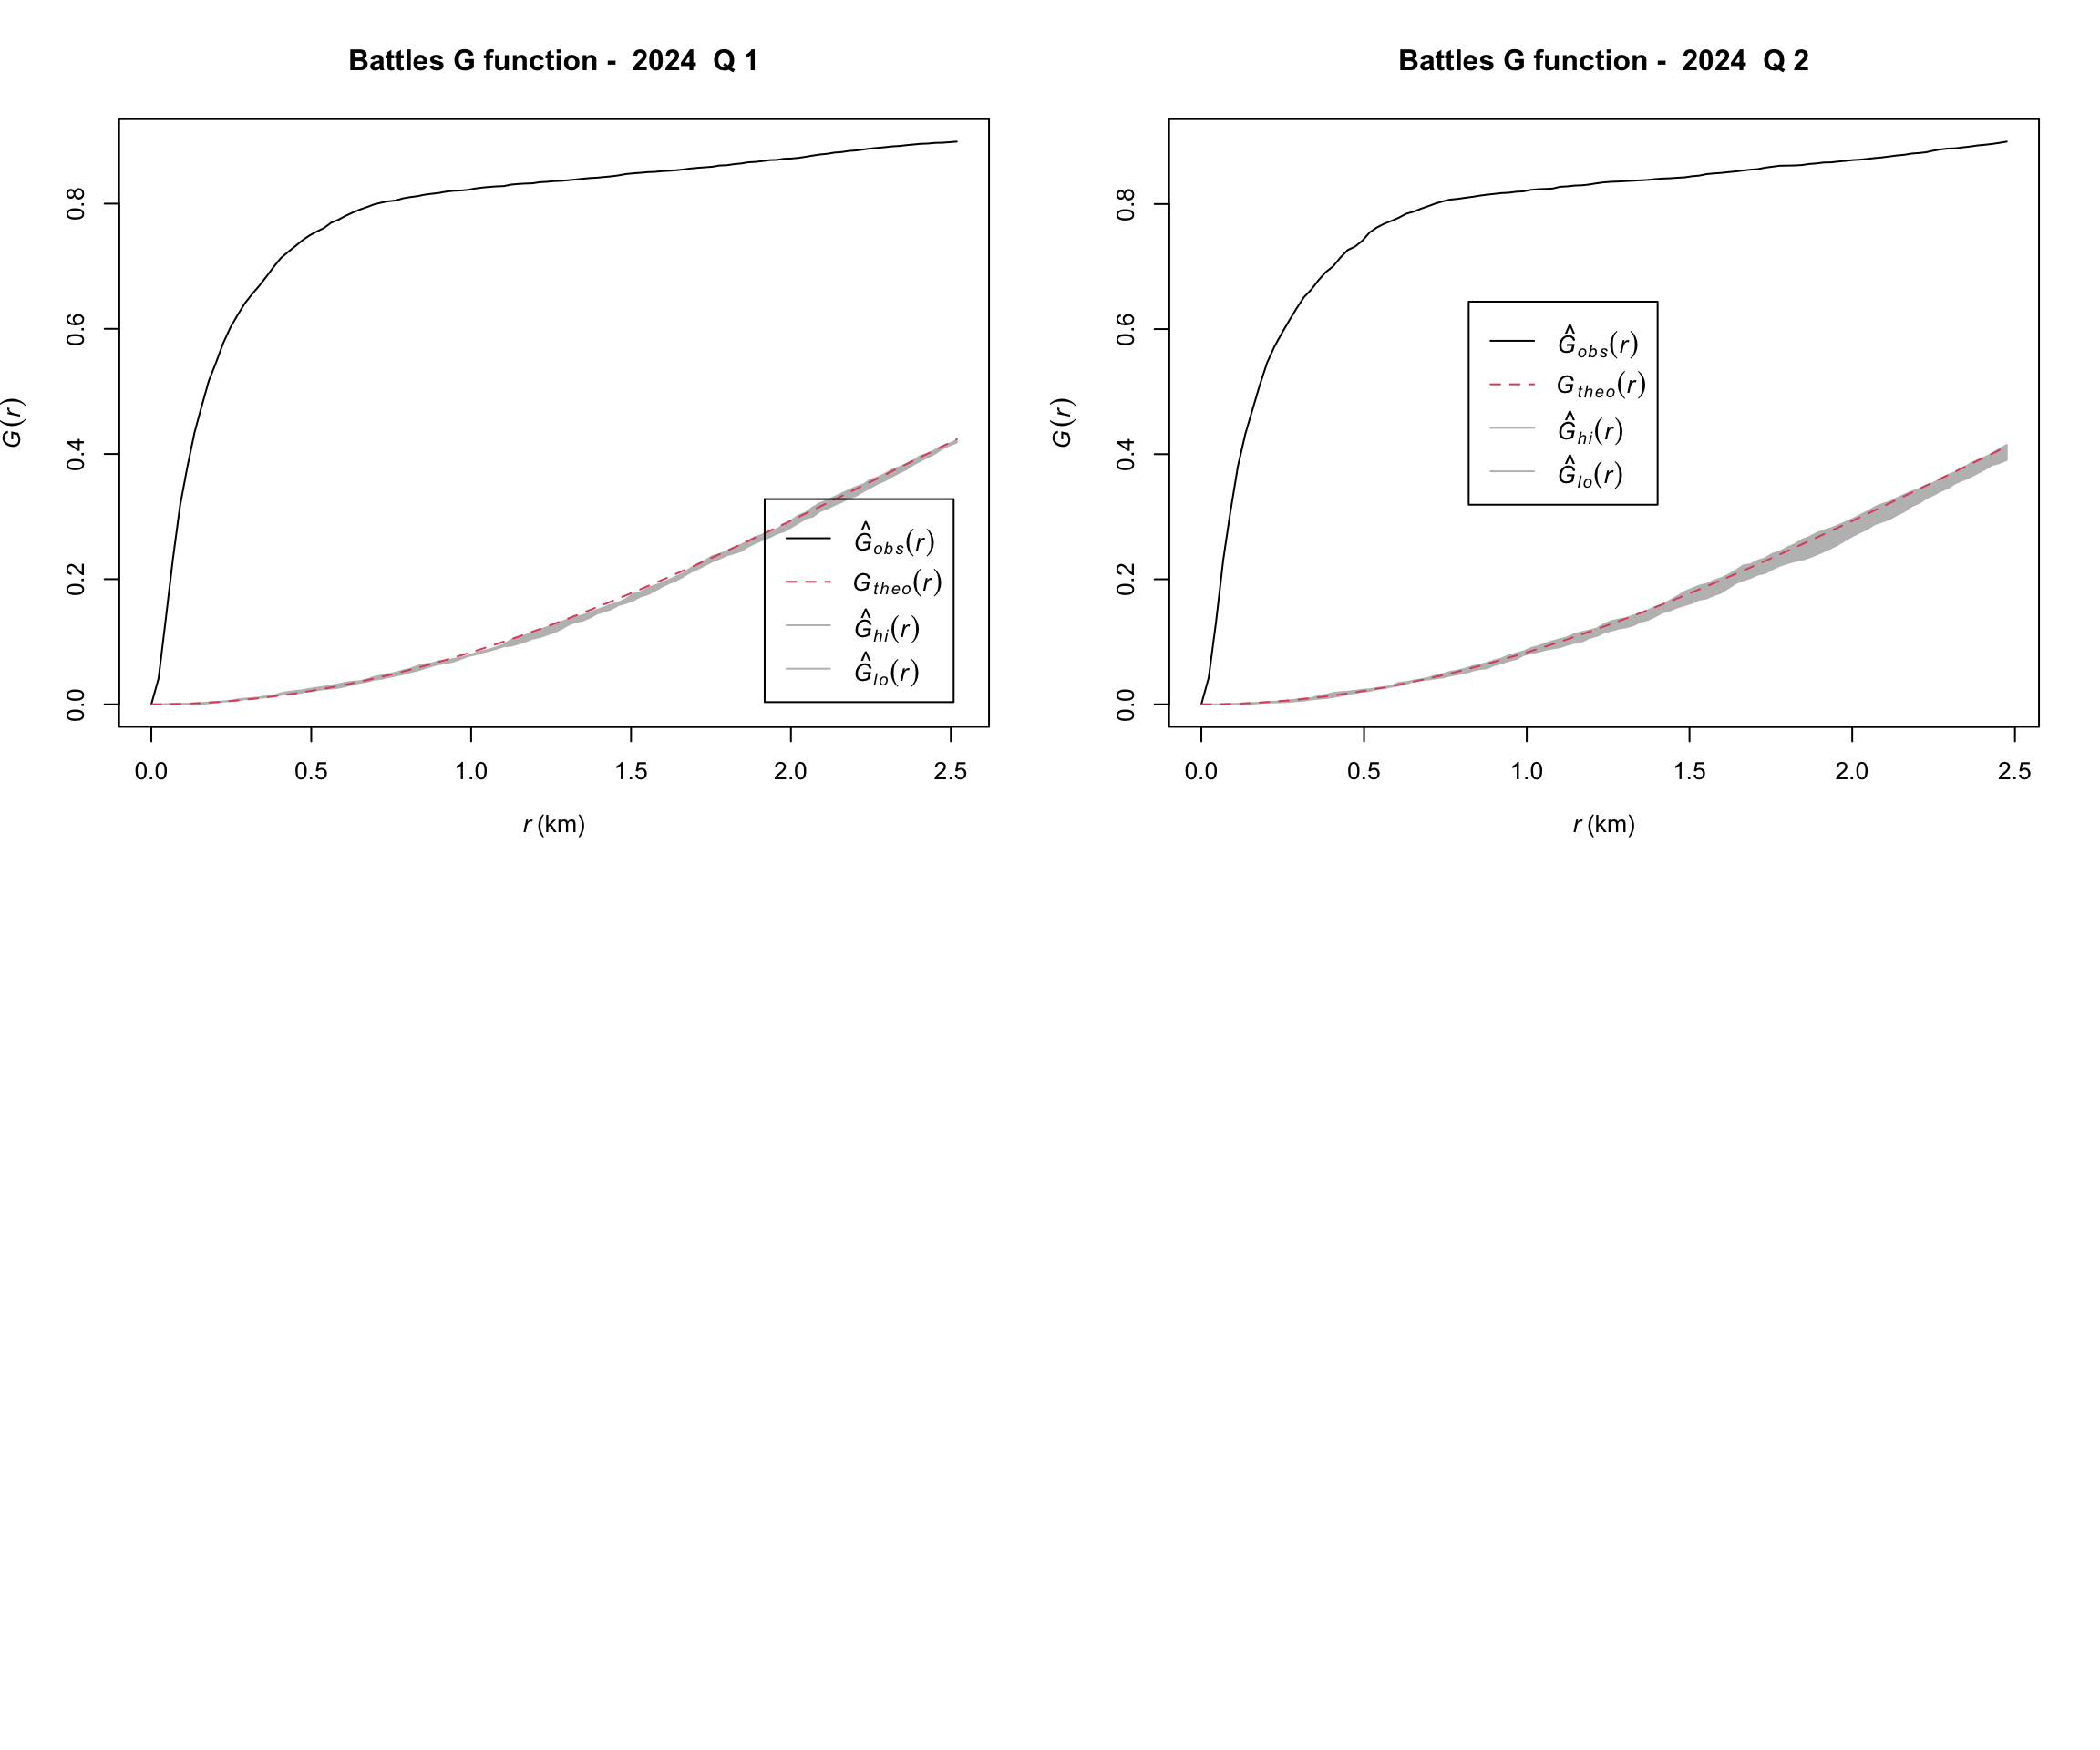 Battles G function -  2024  Q 1
G(r)
0.0 0.2 0.4 0.6 0.8
Ĝobs(r)
Gtheo(r)
Ĝhi(r)
Ĝlo(r)
0.0 0.5 1.0 1.5 2.0 2.5
r (km)
Battles G function -  2024  Q 2
G(r)
0.0 0.2 0.4 0.6 0.8
Ĝobs(r)
Gtheo(r)
Ĝhi(r)
Ĝlo(r)
0.0 0.5 1.0 1.5 2.0 2.5
r (km)